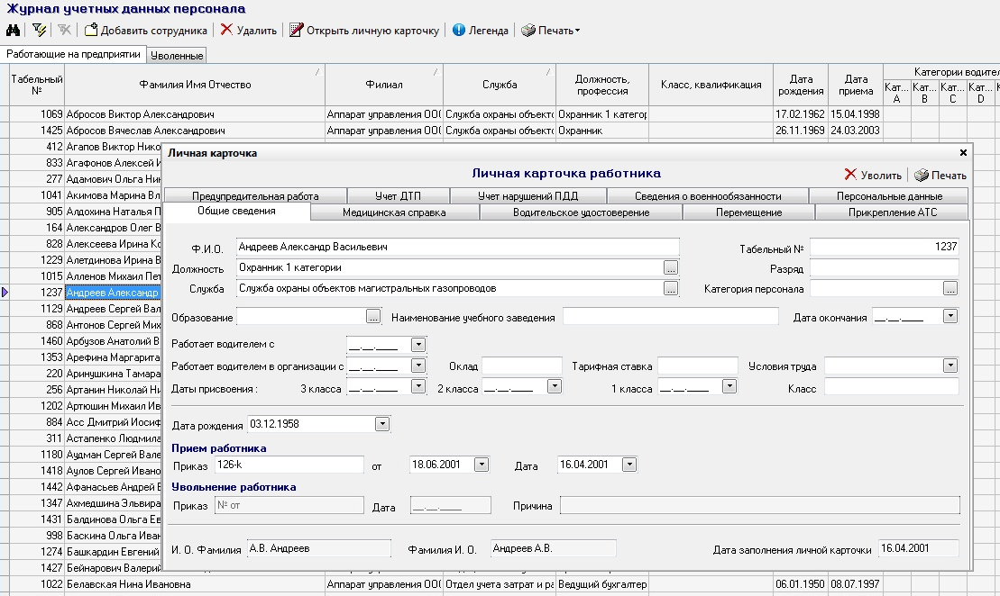 Журнал учетных данных персонала
Добавить сотрудника Удалить Открыть личную карточку Легенда Печать
Работающие на предприятии Уволенные
Табельный № Фамилия Имя Отчество Филиал Служба Должность, профессия Класс, квалификация Дата рождения Дата приема Категории водител
Кат... A Кат... B Кат... C Кат... D
1069 Абросов Виктор Александрович Аппарат управления ООО Служба охраны объекто Охранник 1 категор 17.02.1962 15.04.1998
1425 Абросов Вячеслав Александрович Аппарат управления ООО Служба охраны объекто Охранник 26.11.1969 24.03.2003
412 Агапов Виктор Нико
833 Агафонов Алексей И
277 Адамович Ольга Ник
1041 Акимова Марина Вл
905 Алдохина Наталья П
164 Александров Олег В
828 Алексеева Ирина Ко
1229 Алетдинова Ирина В
1015 Алленов Михаил Пет
1237 Андреев Александр
1129 Андреев Сергей Вал
868 Антонов Сергей Мих
1460 Арбузов Анатолий В
1353 Арефина Маргарита
220 Аринушкина Тамара
256 Артанин Николай Ни
1202 Артюшин Михаил Ив
884 Асс Дмитрий Иосиф
311 Астапенко Людмила
1180 Аудман Сергей Вале
1418 Аулов Сергей Ивано
1442 Афанасьев Андрей Е
1347 Ахмедшина Эльвира
1431 Балдинова Ольга Ев
998 Баскина Ольга Иван
1274 Башкардин Евгений
1427 Бейнарович Валерий
1022 Белавская Нина Ивановна Аппарат управления ООО Отдел учета затрат и ра Ведущий бухгалтер 06.01.1950 08.07.1997
Личная карточка
Личная карточка работника
Уволить Печать
Предупредительная работа Учет ДТП Учет нарушений ПДД Сведения о военнообязанности Персональные данные
Общие сведения Медицинская справка Водительское удостоверение Перемещение Прикрепление АТС
Ф.И.О. Андреев Александр Васильевич Табельный № 1237
Должность Охранник 1 категории ... Разряд
Служба Служба охраны объектов магистральных газопроводов ... Категория персонала ...
Образование ... Наименование учебного заведения Дата окончания __.__.____
Работает водителем с __.__.____
Работает водителем в организации с __.__.____ Оклад Тарифная ставка Условия труда
Даты присвоения : 3 класса __.__.____ 2 класса __.__.____ 1 класса __.__.____ Класс
Дата рождения 03.12.1958
Прием работника
Приказ 126-k от 18.06.2001 Дата 16.04.2001
Увольнение работника
Приказ № от Дата __.__.____ Причина
И. О. Фамилия А.В. Андреев Фамилия И. О. Андреев А.В. Дата заполнения личной карточки 16.04.2001